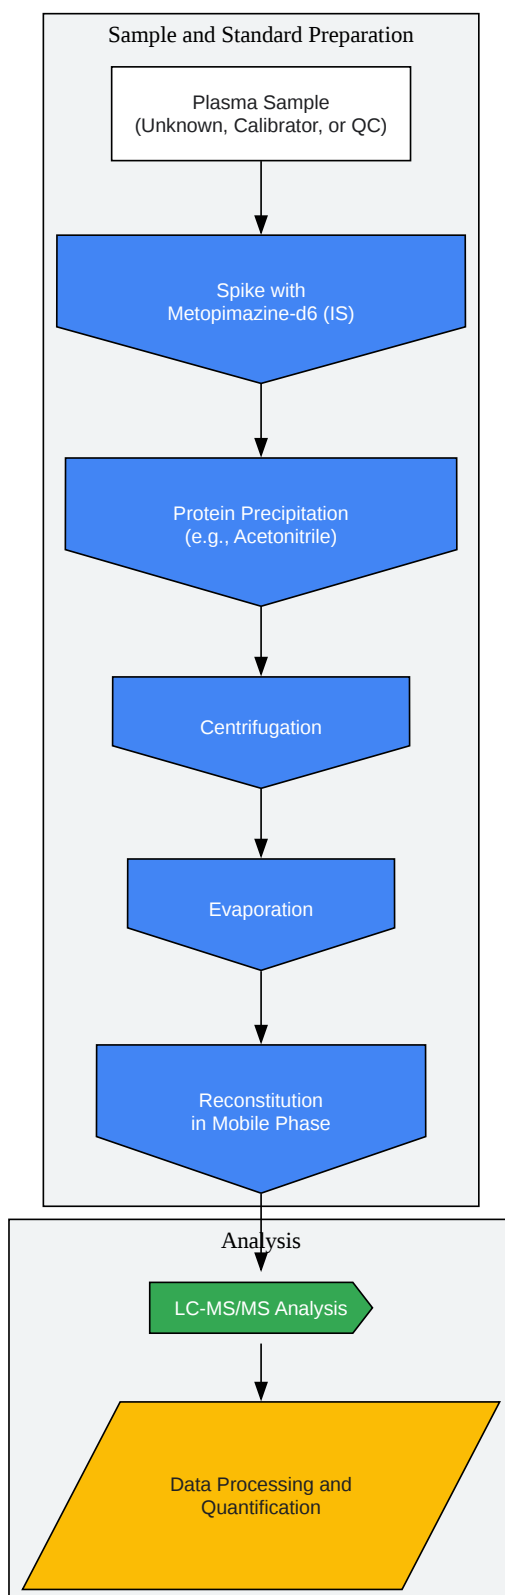 Sample and Standard Preparation
Plasma Sample
(Unknown, Calibrator, or QC)
Spike with
Metopimazine-d6 (IS)
Protein Precipitation
(e.g., Acetonitrile)
Centrifugation
Evaporation
Reconstitution
in Mobile Phase
Analysis
LC-MS/MS Analysis
Data Processing and
Quantification